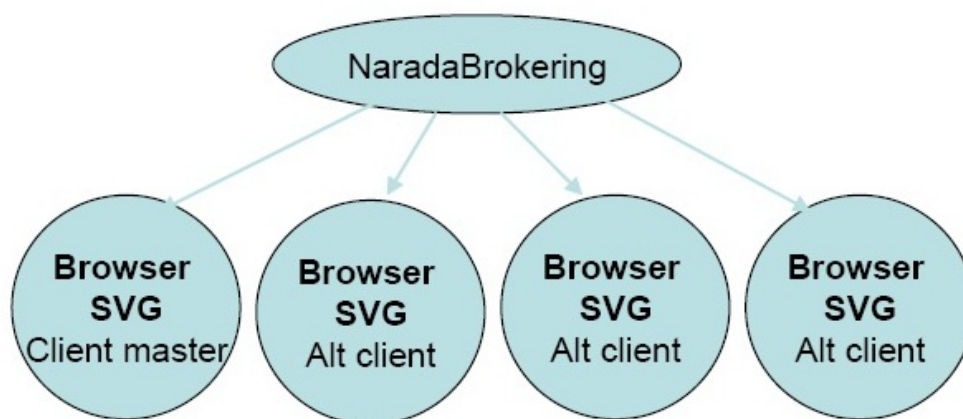 NaradaBrokering
Browser
SVG
Client master
Browser
SVG
Alt client
Browser
SVG
Alt client
Browser
SVG
Alt client